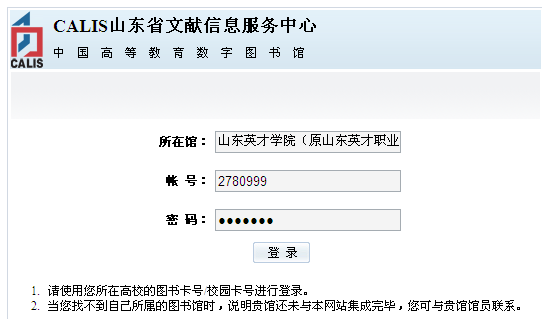 CALIS
CALIS山东省文献信息服务中心
中国高等教育数字图书馆
所在馆： 山东英才学院（原山东英才职业
帐 号： 2780999
密 码： ●●●●●●●
登 录
1. 请使用您所在高校的图书卡号/校园卡号进行登录。
2. 当您找不到自己所属的图书馆时，说明贵馆还未与本网站集成完毕，您可与贵馆馆员联系。